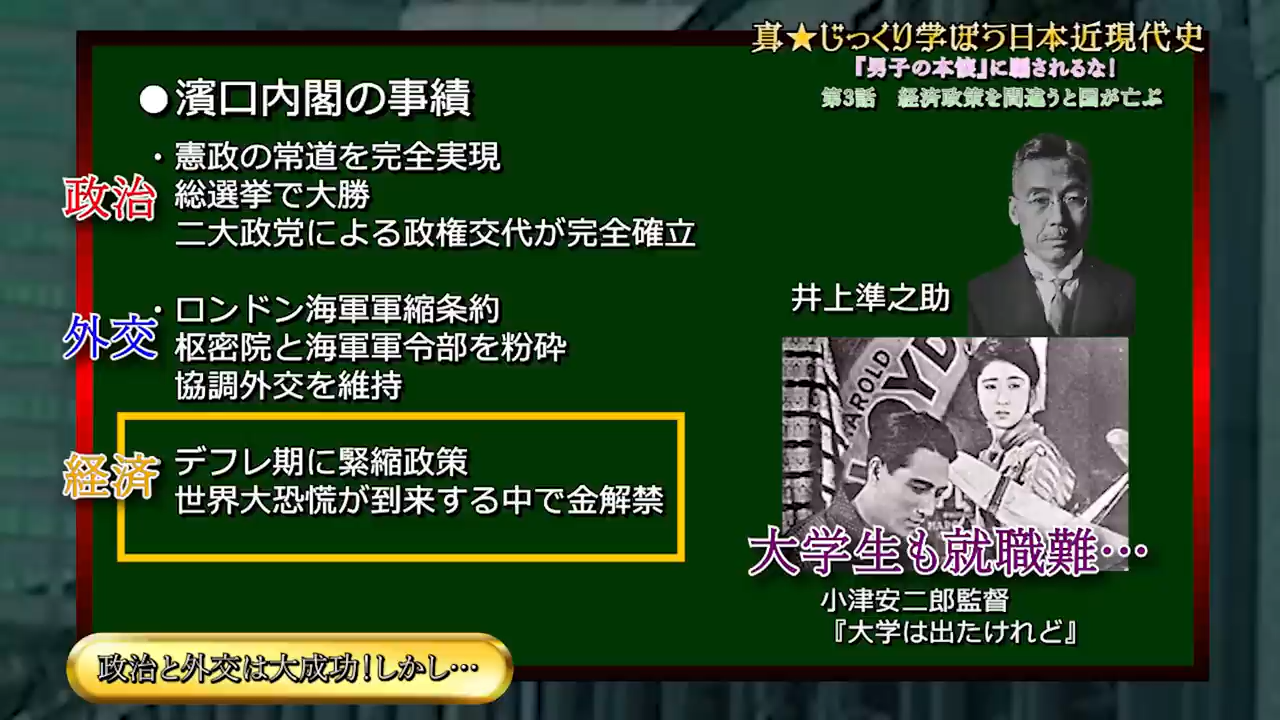 真★じっくり学ぼう日本近現代史
『男子の本懐』に騙されるな!
第3話 経済政策を間違うと国が亡ぶ
●濱口内閣の事績
政治
・憲政の常道を完全実現
総選挙で大勝
二大政党による政権交代が完全確立
外交
・ロンドン海軍軍縮条約
枢密院と海軍軍令部を粉砕
協調外交を維持
経済
デフレ期に緊縮政策
世界大恐慌が到来する中で金解禁
井上準之助
HAROLD
LLOYD
大学生も就職難…
小津安二郎監督
『大学は出たけれど』
政治と外交は大成功!しかし…